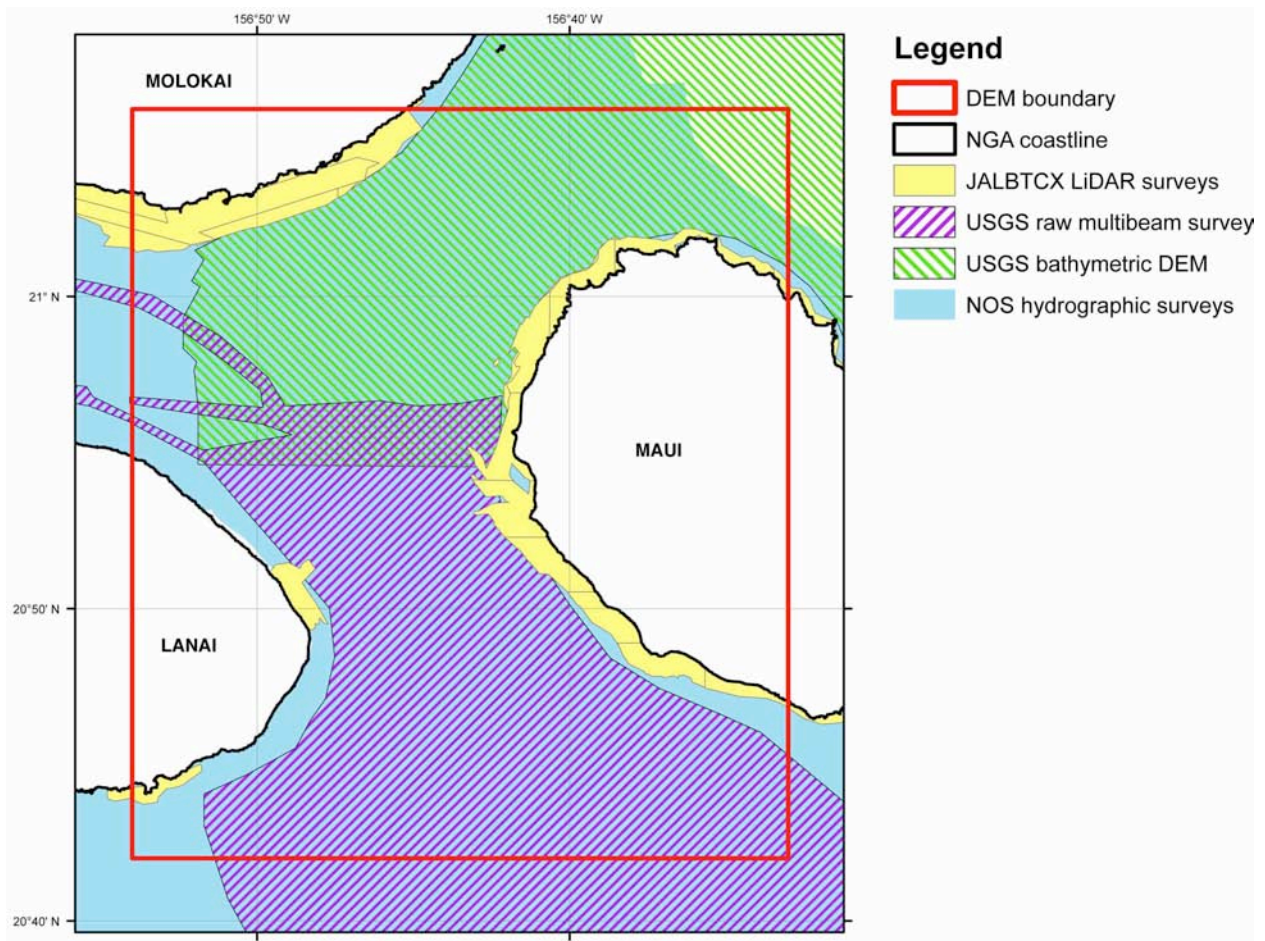 156°50' W
156°40' W
MOLOKAI
Legend
DEM boundary
NGA coastline
JALBTCX LiDAR surveys
USGS raw multibeam survey
USGS bathymetric DEM
21° N
NOS hydrographic surveys
MAUI
20°50' N
LANAI
20°40' N